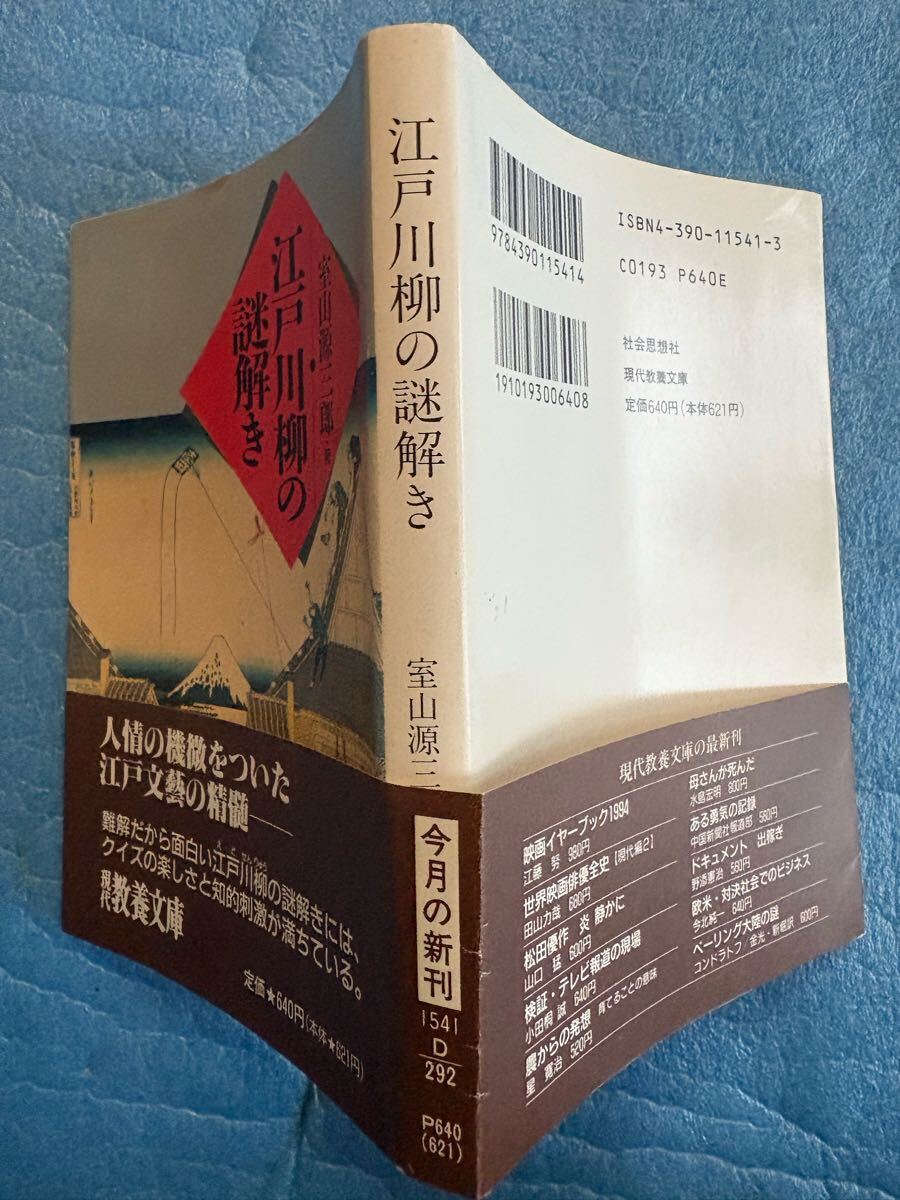 室山源三郎・著
江戸川柳の
謎解き
人情の機微をついた
江戸文藝の精髄——
難解だから面白い江戸川柳の謎解きには、
クイズの楽しさと知的刺激が満ちている。
現代
教養文庫
定価★640円(本体★621円)
江戸川柳の謎解き
室山源三
今月の新刊
1541
D
292
P640
(621)
9784390115414
1910193006408
ISBN4-390-11541-3
C0193 P640E
社会思想社
現代教養文庫
定価640円(本体621円)
現代教養文庫の最新刊
映画イヤーブック1994
江藤 努 980円
世界映画俳優全史[現代編2]
田山力哉 680円
松田優作 炎 静かに
山口 猛 600円
検証・テレビ報道の現場
小田桐 誠 640円
農からの発想 育てることの意味
星 寛治 520円
母さんが死んだ
水島宏明 800円
ある勇気の記録
中国新聞社報道部 560円
ドキュメント 出稼ぎ
野添憲治 560円
欧米・対決社会でのビジネス
今北純一 640円
ベーリング大陸の謎
コンドラトフ/金光・新堀訳 600円